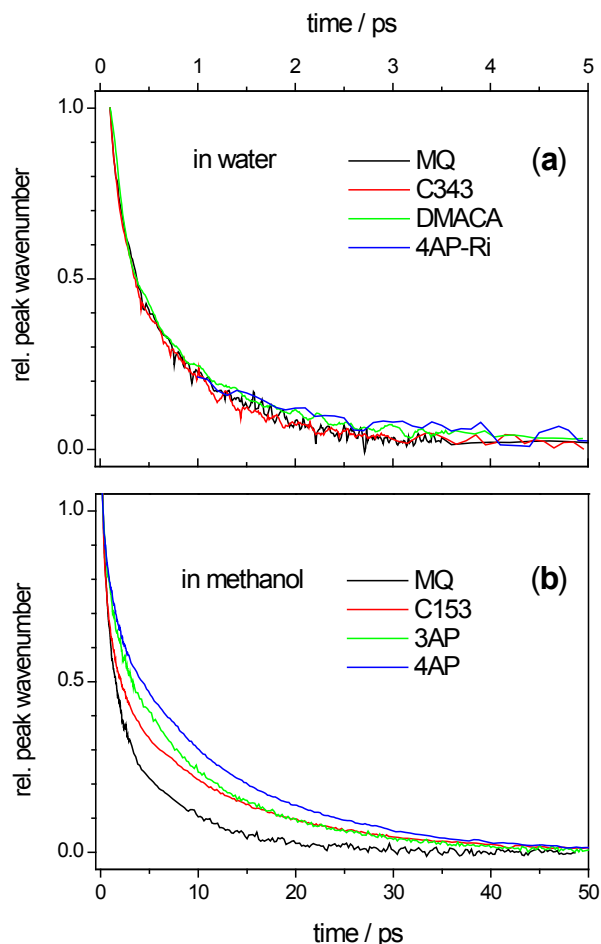 time / ps
0 1 2 3 4 5
rel. peak wavenumber
1.0
0.5
0.0
in water
(a)
MQ
C343
DMACA
4AP-Ri
rel. peak wavenumber
1.0
0.5
0.0
in methanol
(b)
MQ
C153
3AP
4AP
0 10 20 30 40 50
time / ps